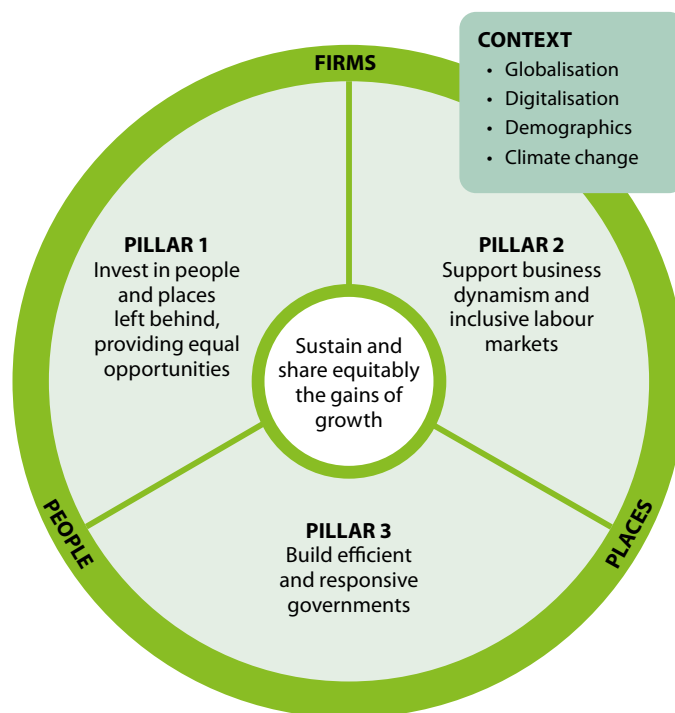 FIRMS
CONTEXT
• Globalisation
• Digitalisation
• Demographics
• Climate change
PILLAR 1
Invest in people
and places
left behind,
providing equal
opportunities
PILLAR 2
Support business
dynamism and
inclusive labour
markets
Sustain and
share equitably
the gains of
growth
PILLAR 3
Build efficient
and responsive
governments
PEOPLE
PLACES